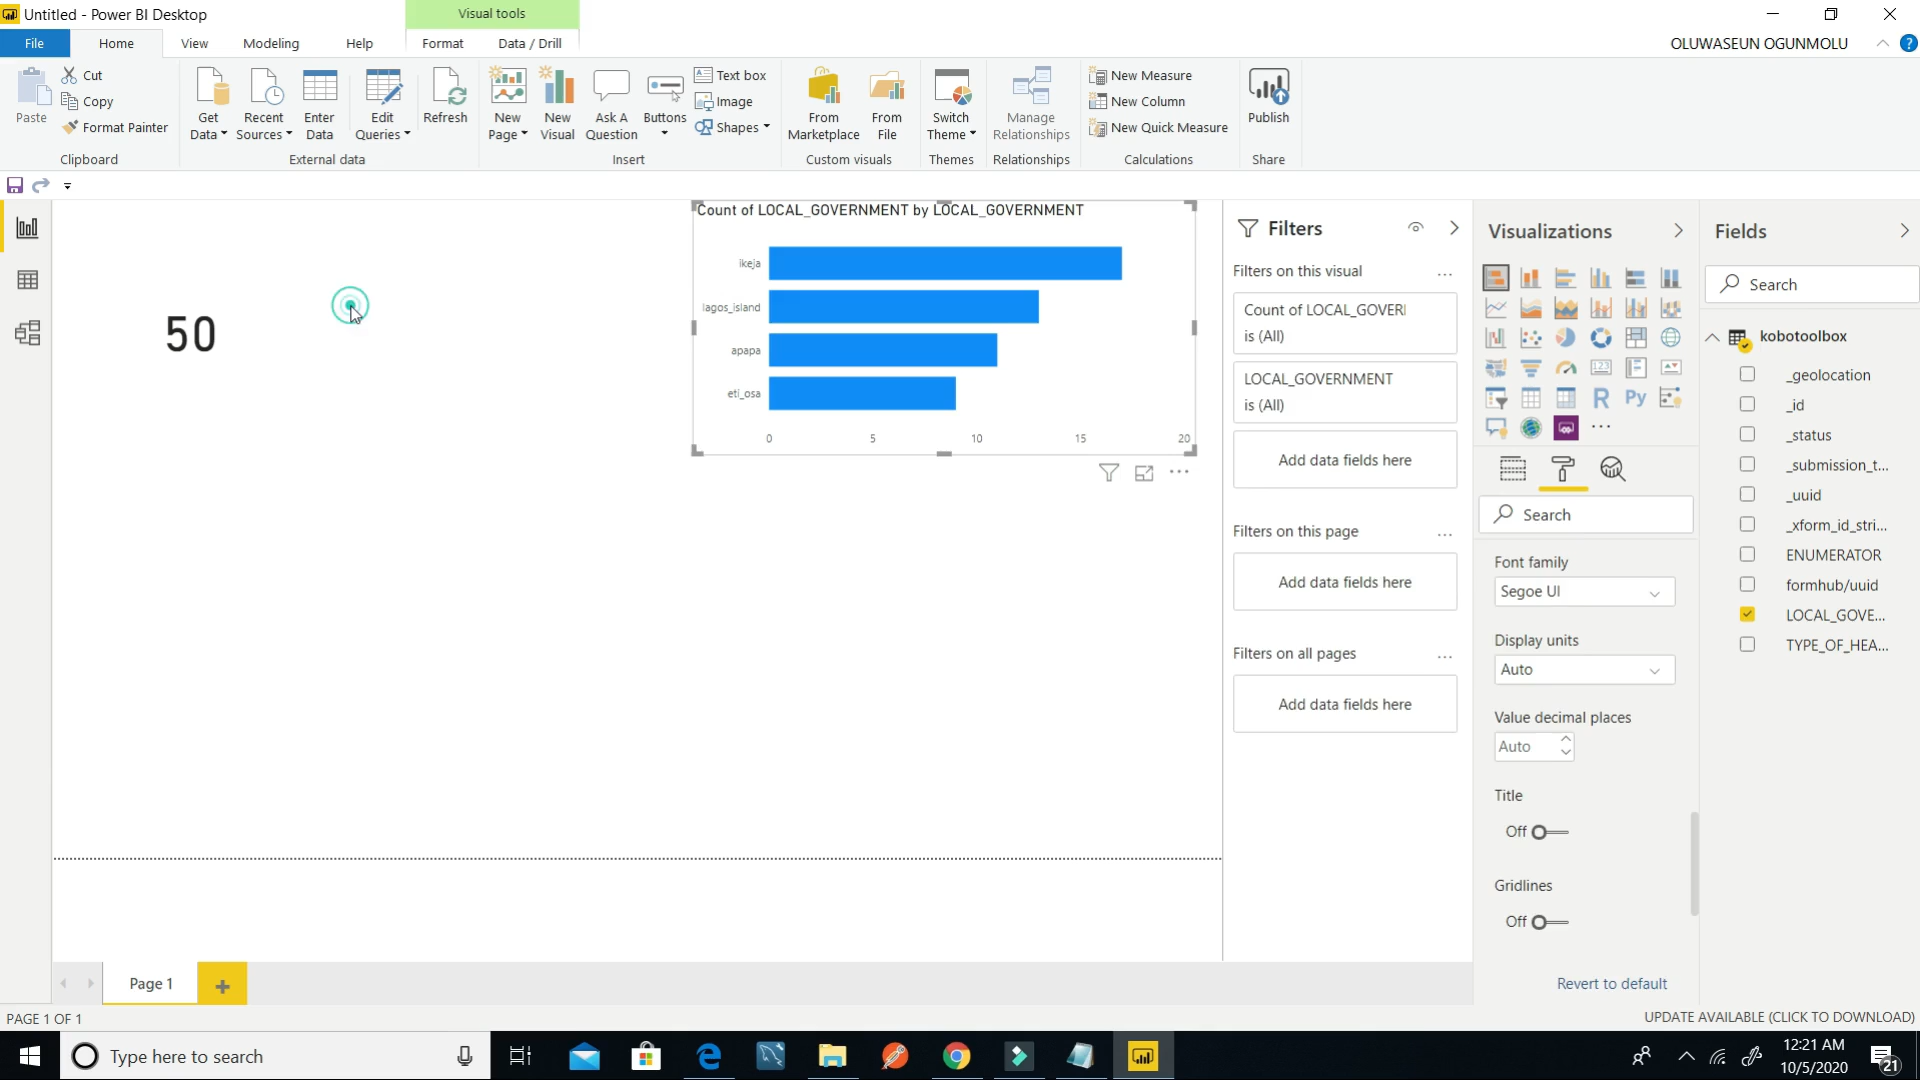 Untitled - Power BI Desktop
Visual tools
File
Home
View
Modeling
Help
Format
Data / Drill
OLUWASEUN OGUNMOLU
Paste
Cut
Copy
Format Painter
Clipboard
Get Data
Recent Sources
Enter Data
Edit Queries
Refresh
External data
New Page
New Visual
Ask A Question
Buttons
Text box
Image
Shapes
Insert
From Marketplace
From File
Custom visuals
Switch Theme
Themes
Manage Relationships
Relationships
New Measure
New Column
New Quick Measure
Calculations
Publish
Share
50
Count of LOCAL_GOVERNMENT by LOCAL_GOVERNMENT
ikeja
lagos_island
apapa
eti_osa
0 5 10 15 20
Filters
Filters on this visual
...
Count of LOCAL_GOVERI
is (All)
LOCAL_GOVERNMENT
is (All)
Add data fields here
Filters on this page
...
Add data fields here
Filters on all pages
...
Add data fields here
Visualizations
R
Py
123
...
Search
Font family
Segoe UI
Display units
Auto
Value decimal places
Auto
Title
Off
Gridlines
Off
Revert to default
Fields
Search
kobotoolbox
_geolocation
_id
_status
_submission_t...
_uuid
_xform_id_stri...
ENUMERATOR
formhub/uuid
LOCAL_GOVE...
TYPE_OF_HEA...
Page 1
+
PAGE 1 OF 1
UPDATE AVAILABLE (CLICK TO DOWNLOAD)
Type here to search
12:21 AM
10/5/2020
21